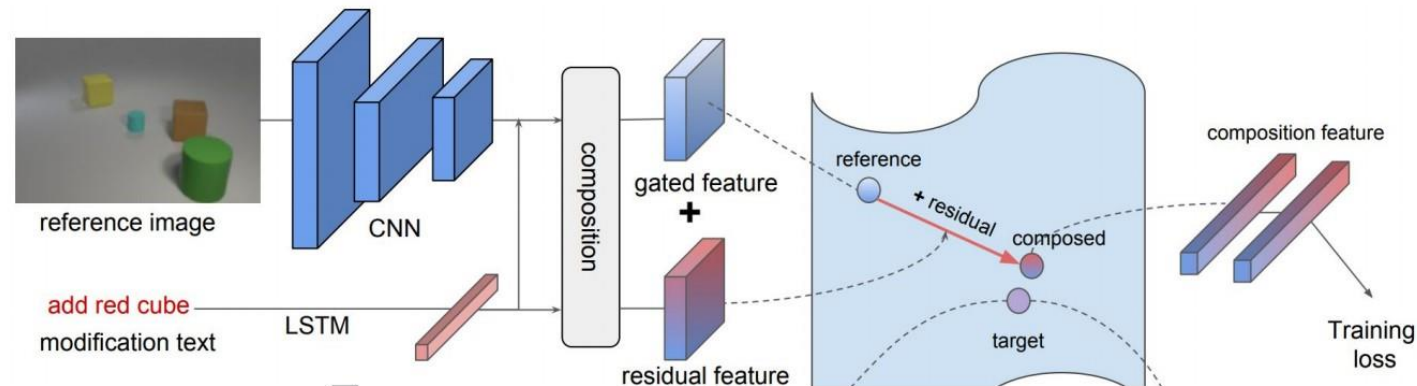 reference image
CNN
add red cube
modification text
LSTM
composition
gated feature
+
residual feature
reference
+ residual
composed
target
composition feature
Training
loss